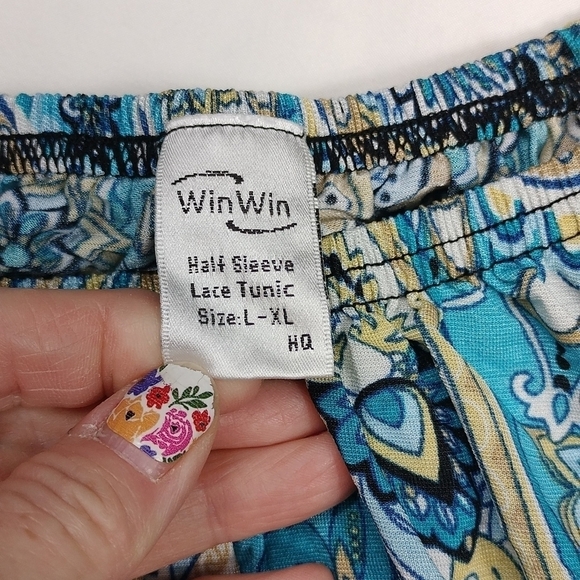 WinWin
Half Sleeve
Lace Tunic
Size:L-XL
HQ